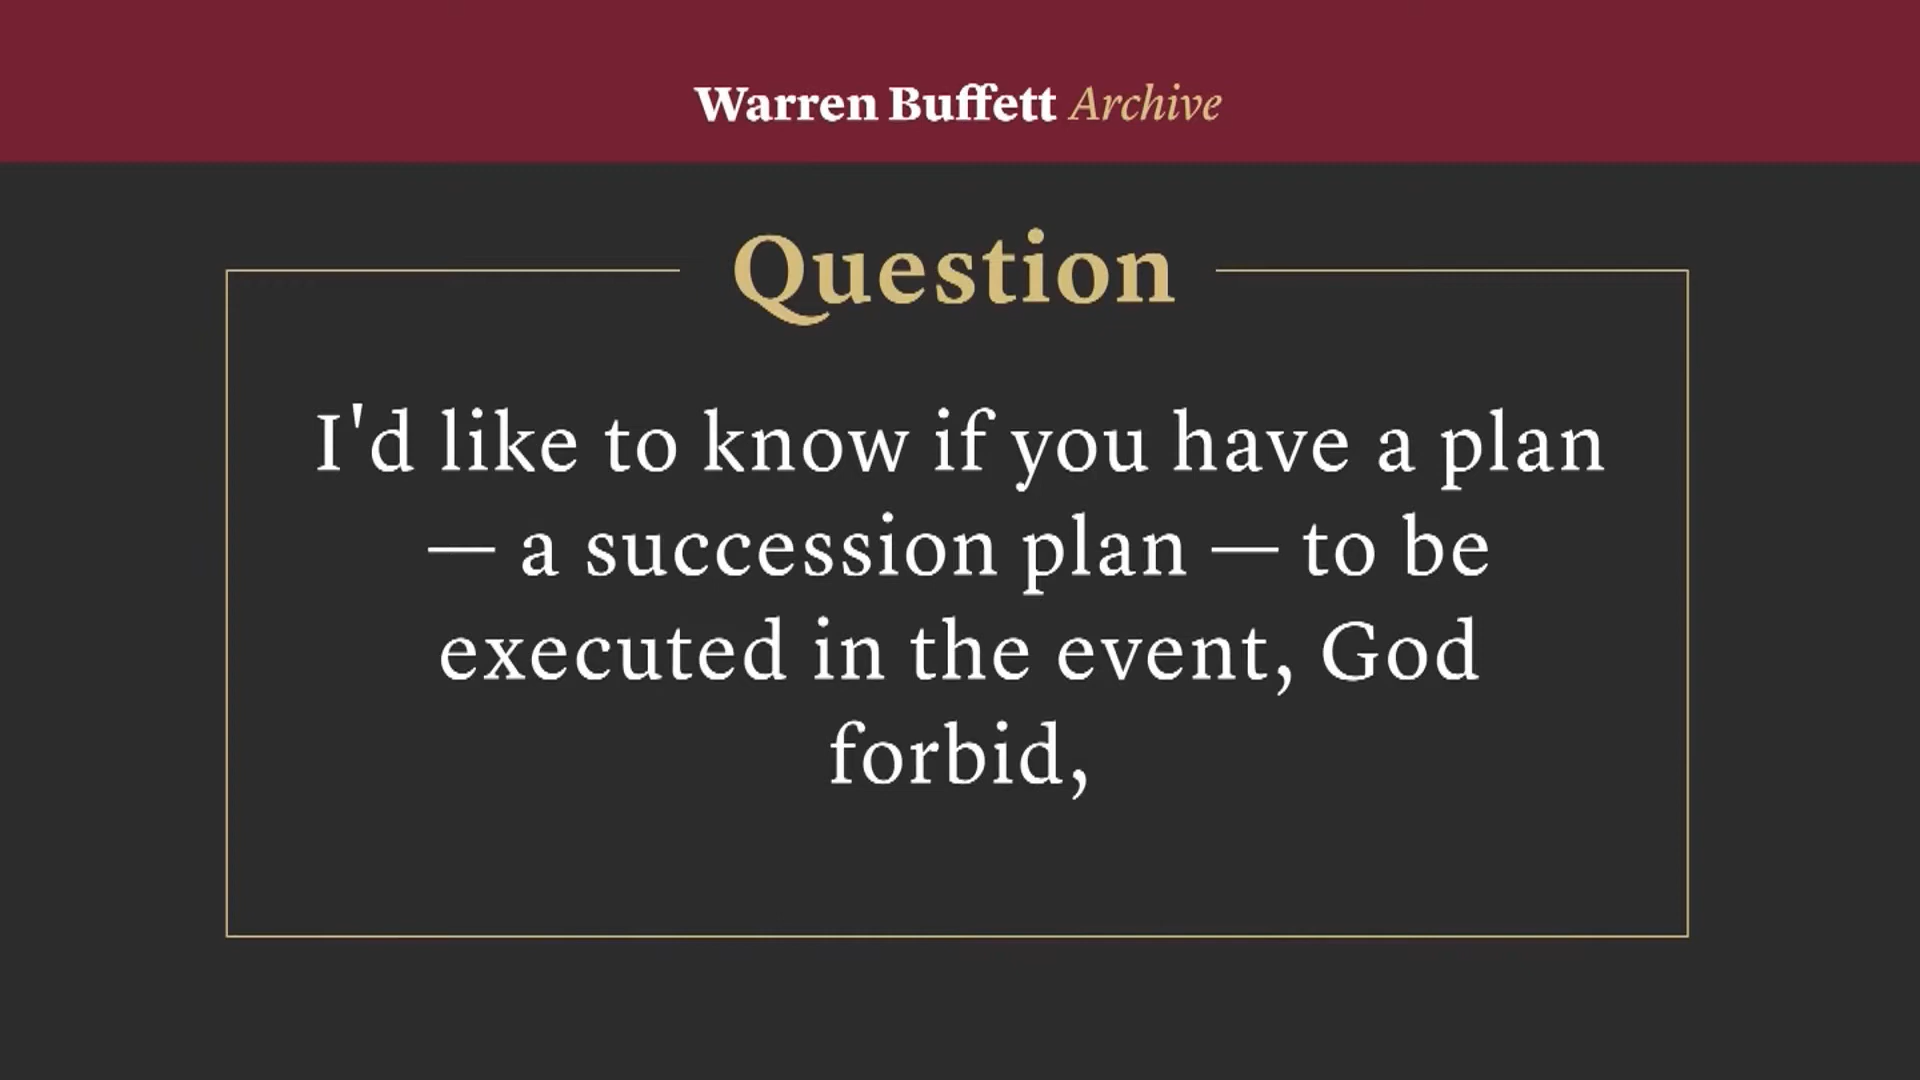 Warren Buffett Archive
Question
I'd like to know if you have a plan
— a succession plan — to be
executed in the event, God
forbid,